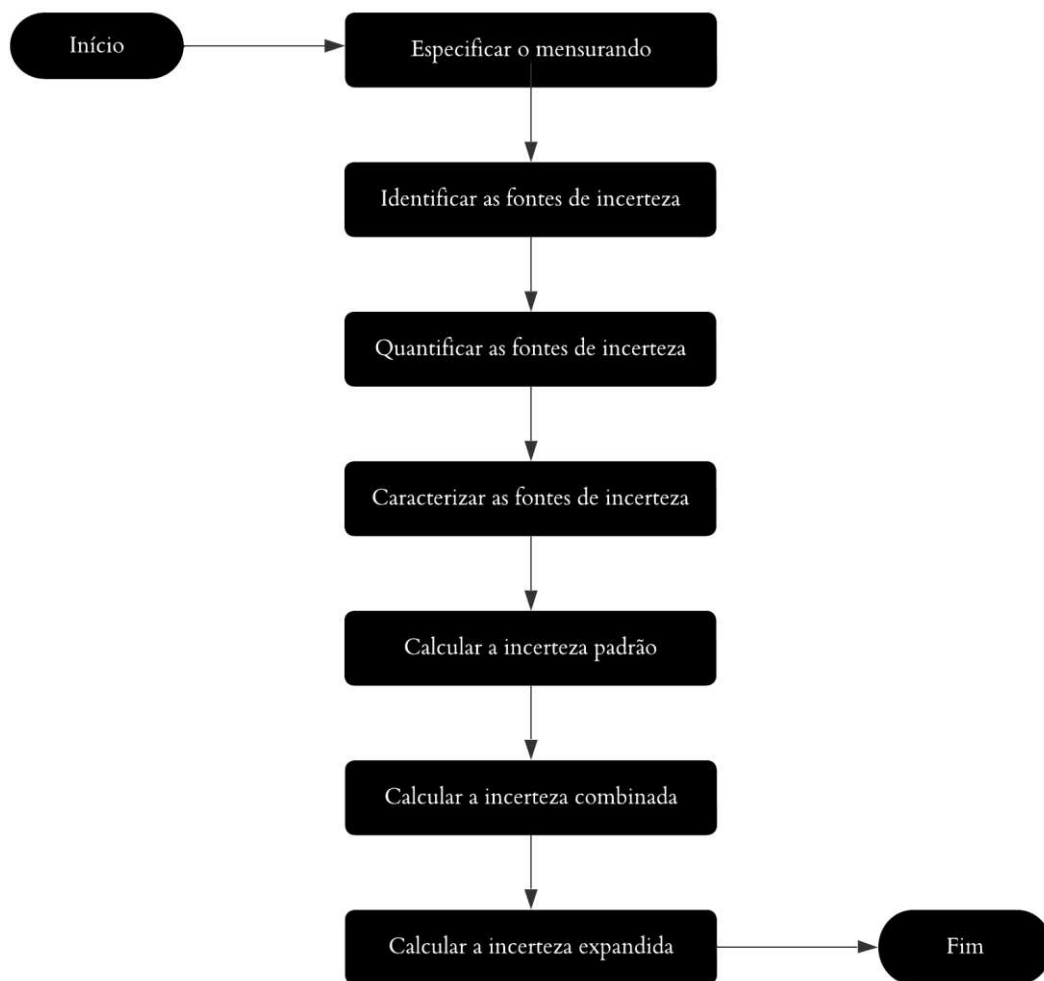 Início
Especificar o mensurando
Identificar as fontes de incerteza
Quantificar as fontes de incerteza
Caracterizar as fontes de incerteza
Calcular a incerteza padrão
Calcular a incerteza combinada
Calcular a incerteza expandida
Fim